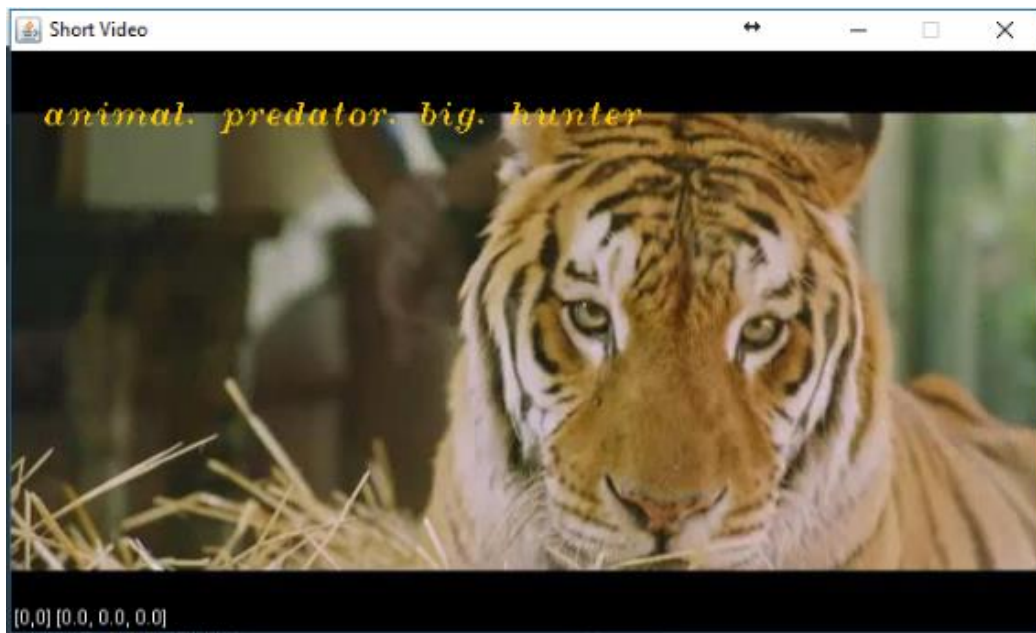 Short Video
animal. predator. big. hunter
[0,0] [0.0, 0.0, 0.0]